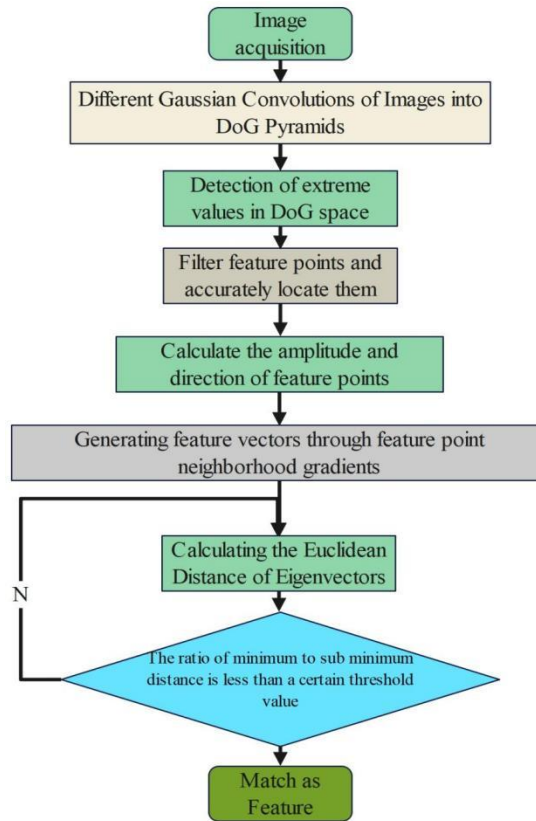 Image
acquisition
Different Gaussian Convolutions of Images into
DoG Pyramids
Detection of extreme
values in DoG space
Filter feature points and
accurately locate them
Calculate the amplitude and
direction of feature points
Generating feature vectors through feature point
neighborhood gradients
Calculating the Euclidean
Distance of Eigenvectors
N
The ratio of minimum to sub minimum
distance is less than a certain threshold
value
Match as
Feature